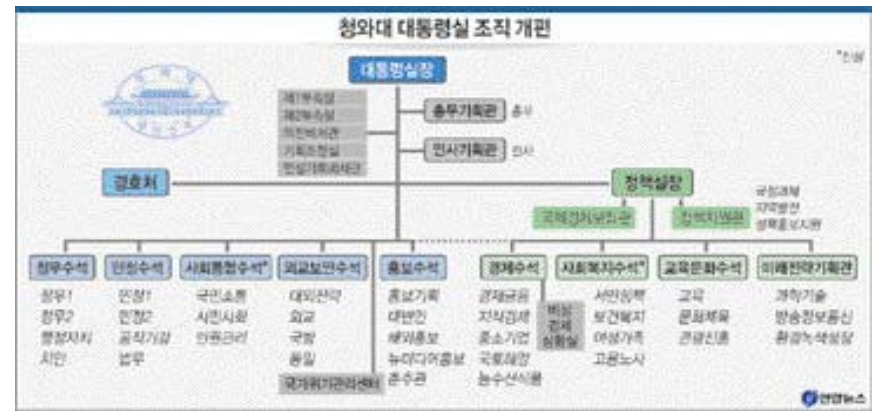 청와대 대통령실 조직 개편
*신설
대통령실장
제1부속실
제2부속실
의전비서관
기획조정실
총무기획관 총무
인사기획관 인사
경호처
정책실장
국제경제보좌관
정책지원관
국정과제
지역발전
정책홍보지원
정무수석
민정수석
사회통합수석*
외교안보수석
홍보수석
경제수석
사회복지수석*
교육문화수석
미래전략기획관
정무1
정무2
행정자치
치안
민정1
민정2
공직기강
법무
국민소통
시민사회
민원관리
대외전략
외교
국방
통일
국가위기관리센터
홍보기획
대변인
해외홍보
뉴미디어홍보
춘추관
경제금융
지식경제
중소기업
국토해양
농수산식품
비상
경제
상황실
서민정책
보건복지
여성가족
고용노사
교육
문화체육
관광진흥
과학기술
방송정보통신
환경녹색성장
연합뉴스